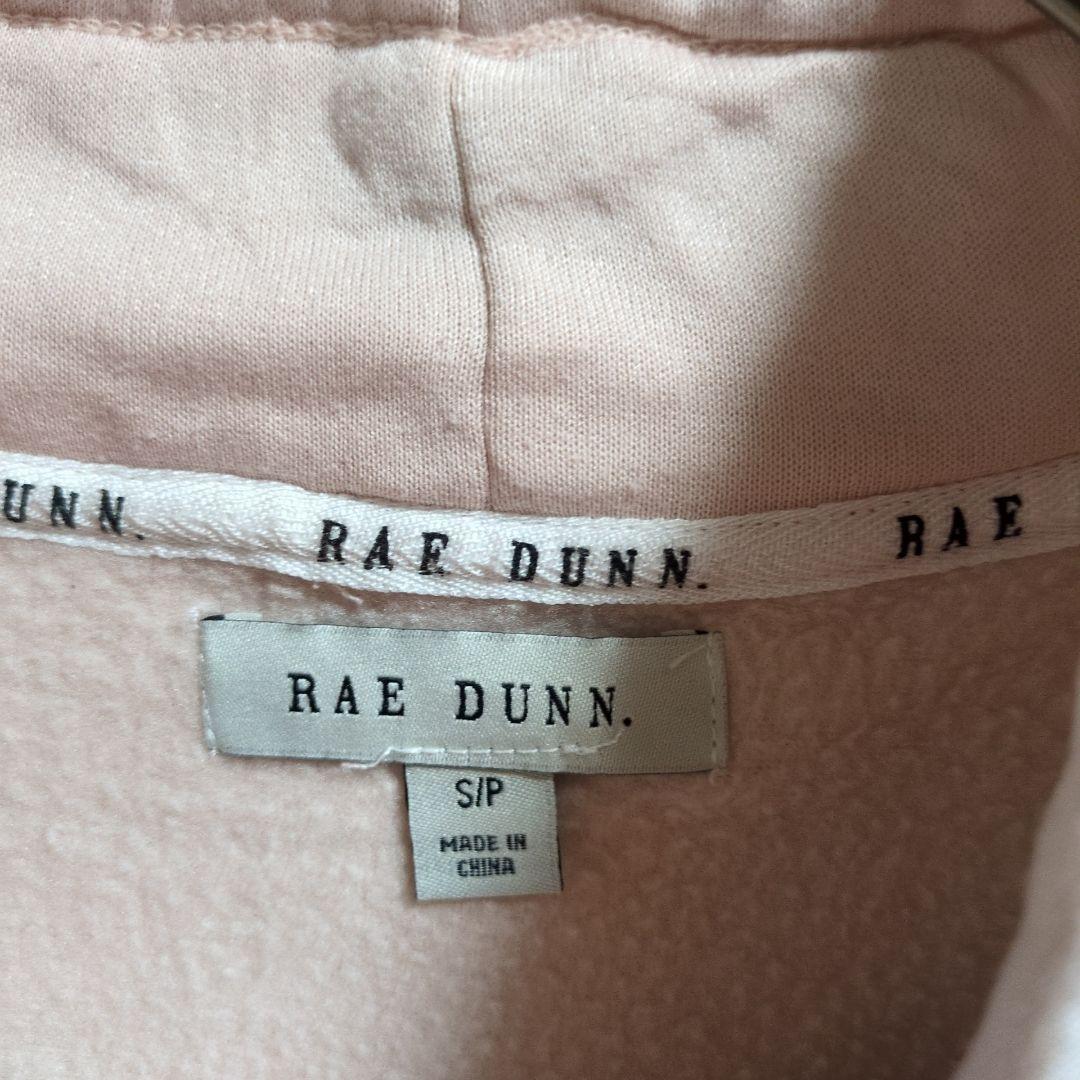 UNN. RAE DUNN. RAE
RAE DUNN.
S/P
MADE IN
CHINA